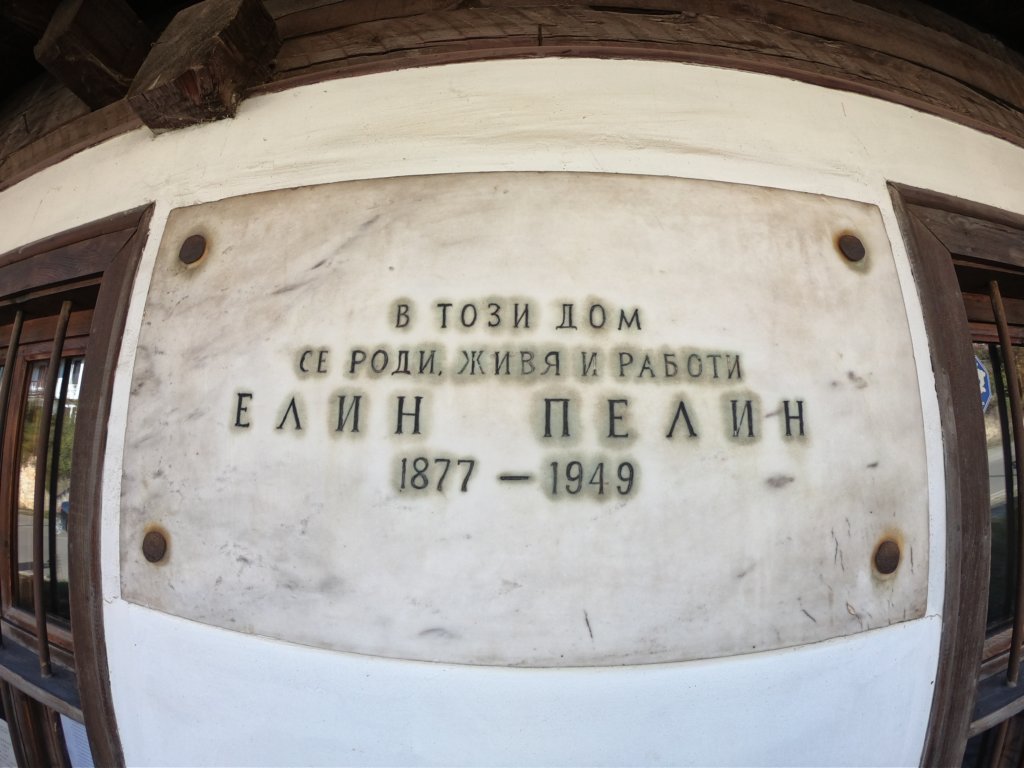 В ТОЗИ ДОМ
СЕ РОДИ, ЖИВЯ И РАБОТИ
ЕЛИН ПЕЛИН
1877 — 1949